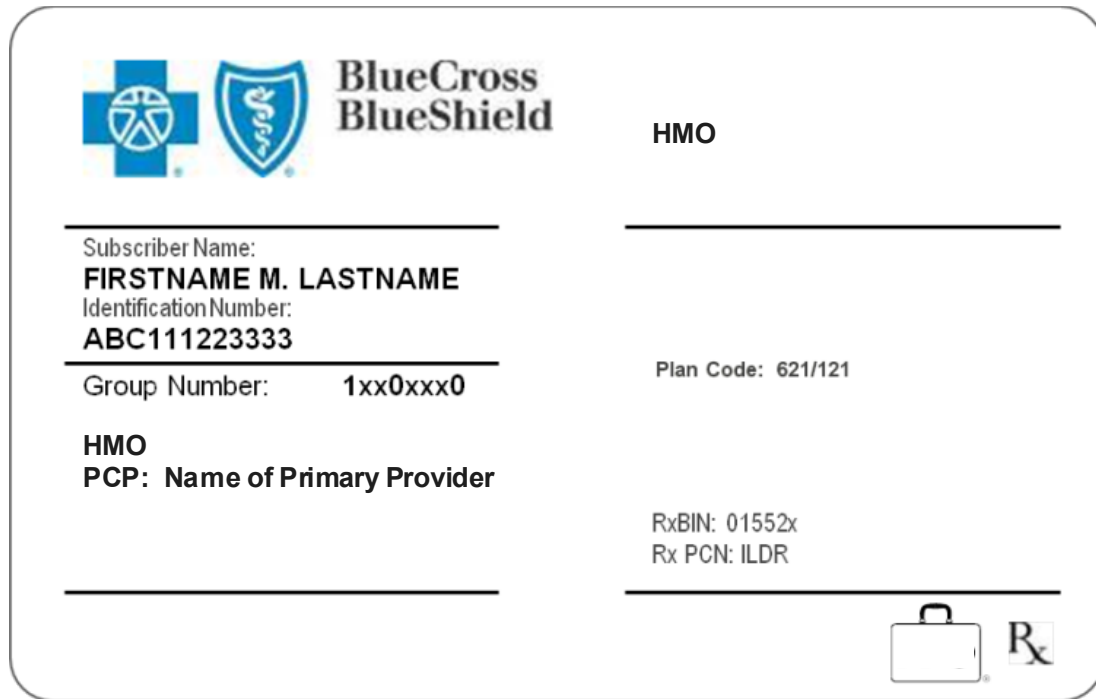 BlueCross
BlueShield
HMO
Subscriber Name:
FIRSTNAME M. LASTNAME
Identification Number:
ABC111223333
Group Number: 1xx0xxx0
HMO
PCP: Name of Primary Provider
Plan Code: 621/121
RxBIN: 01552x
Rx PCN: ILDR
Rx